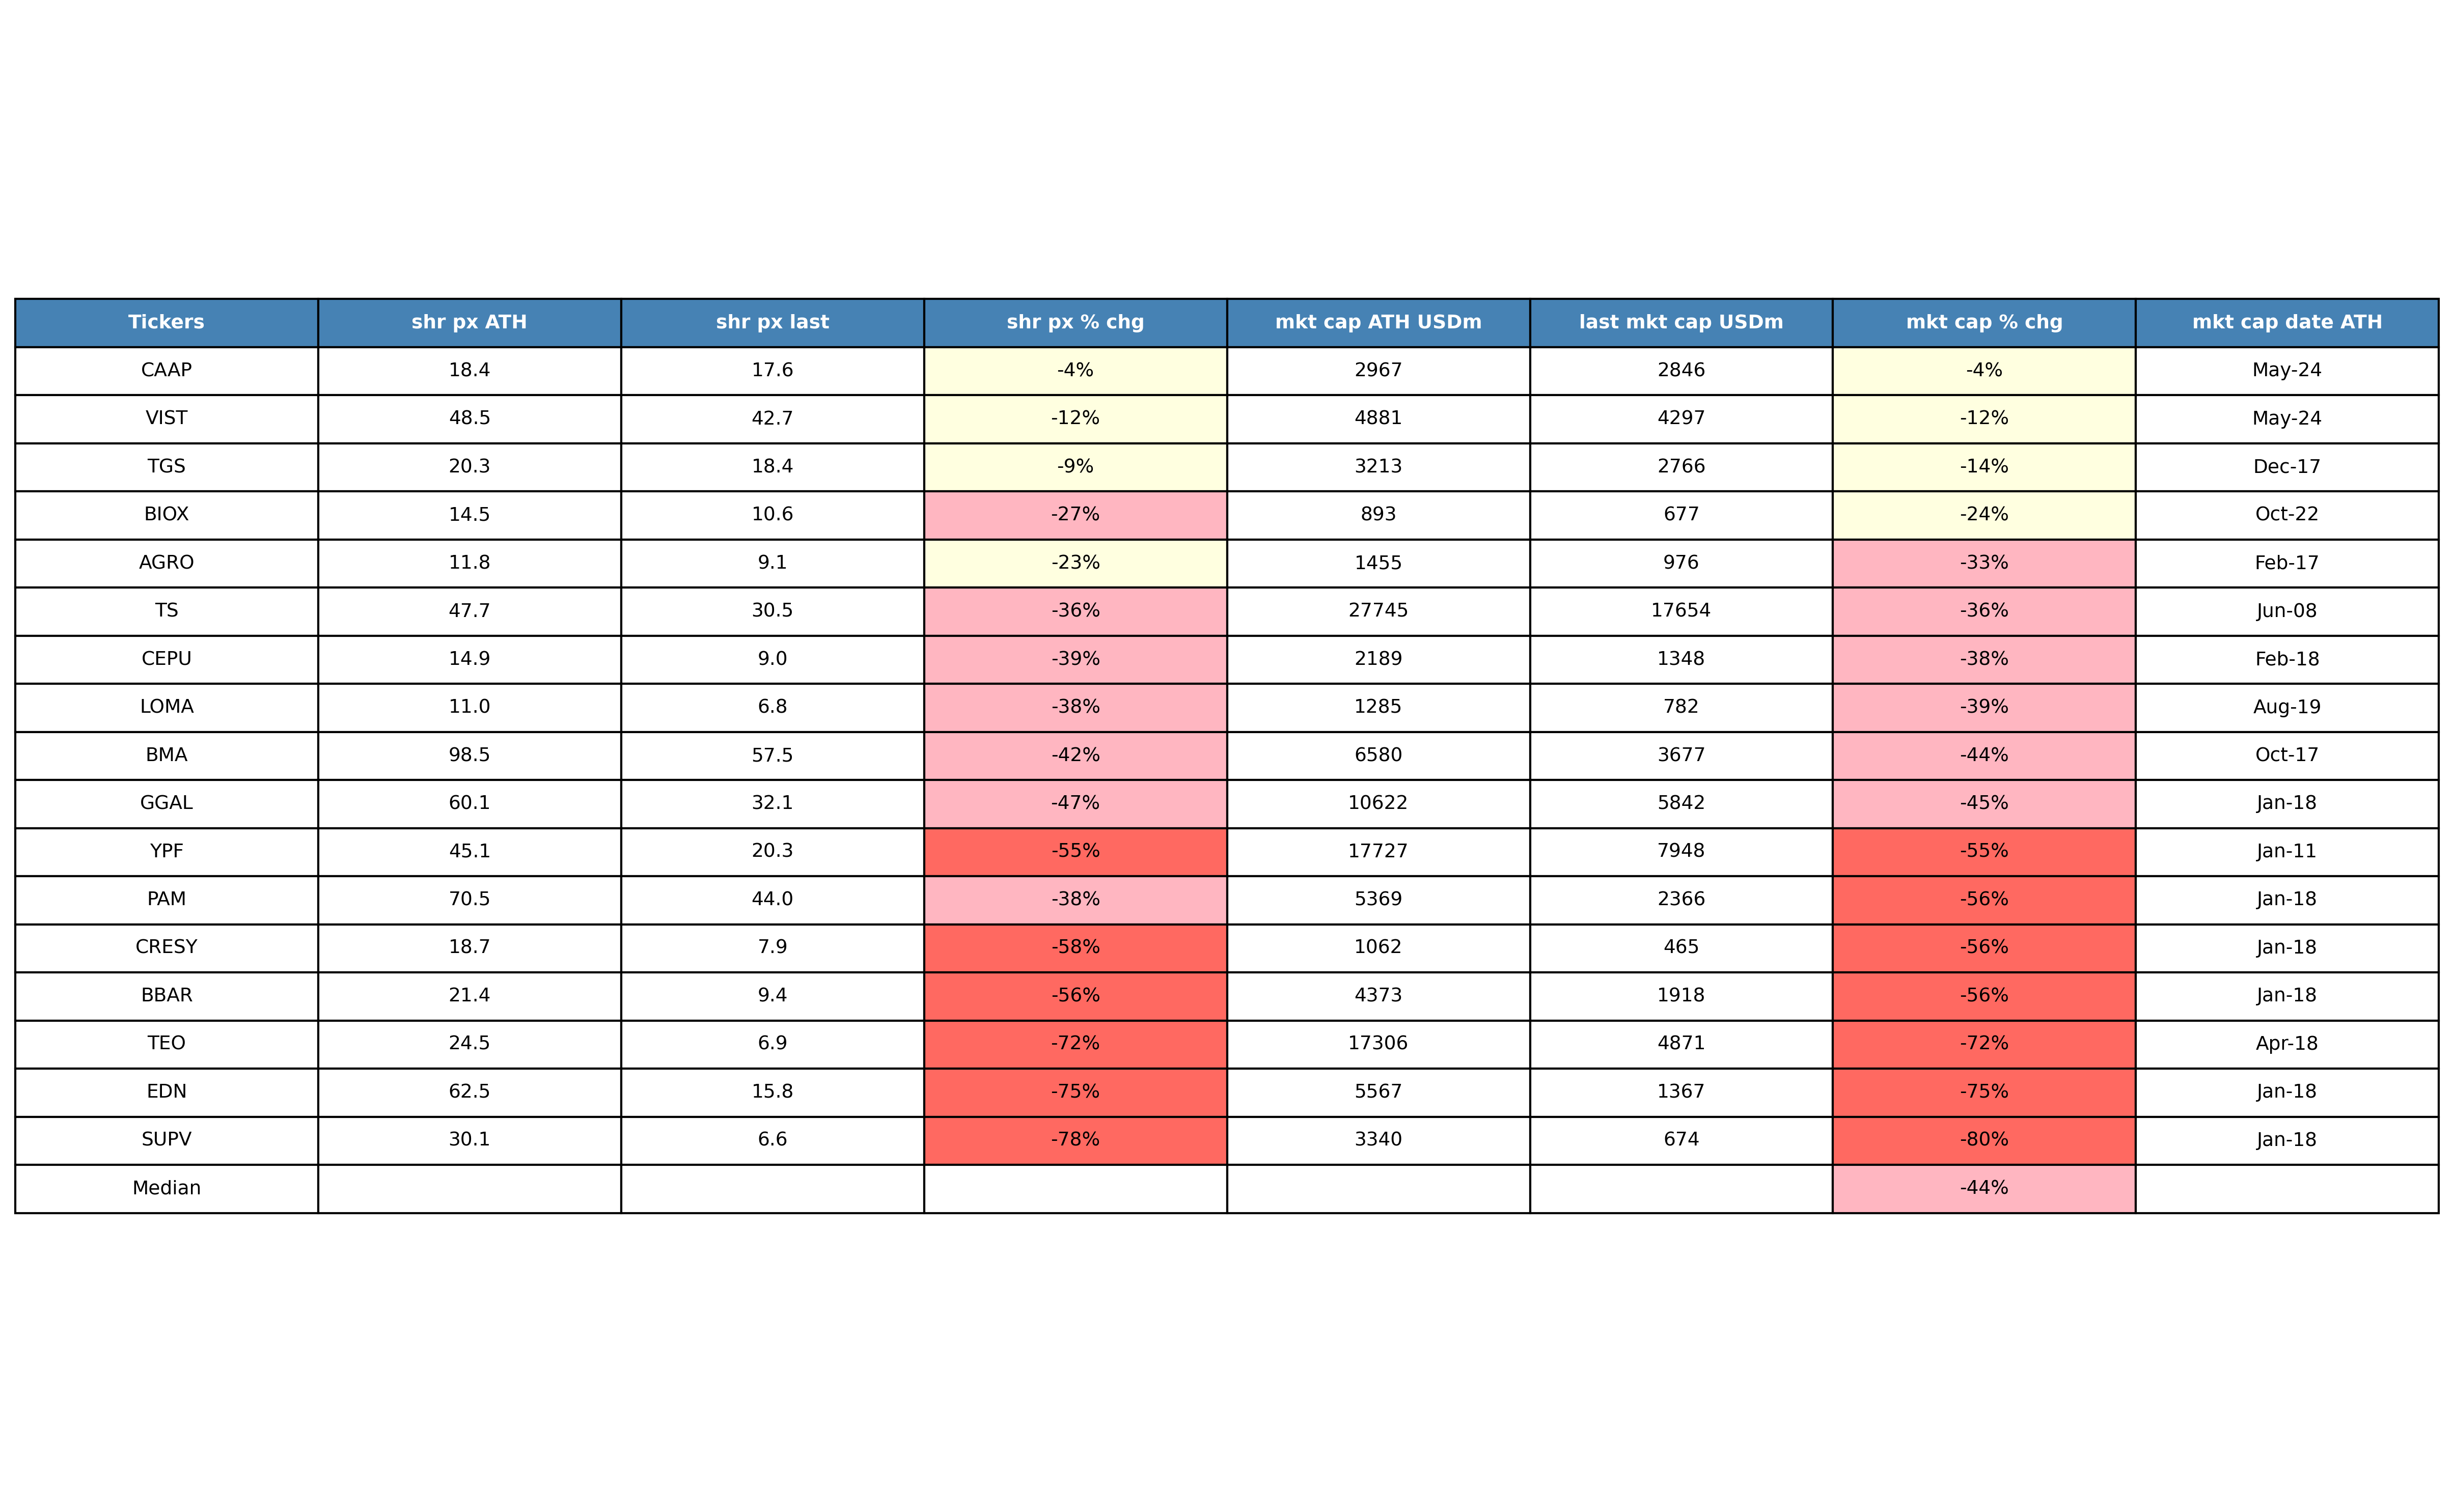 Tickers shr px ATH shr px last shr px % chg mkt cap ATH USDm last mkt cap USDm mkt cap % chg mkt cap date ATH
CAAP 18.4 17.6 -4% 2967 2846 -4% May-24
VIST 48.5 42.7 -12% 4881 4297 -12% May-24
TGS 20.3 18.4 -9% 3213 2766 -14% Dec-17
BIOX 14.5 10.6 -27% 893 677 -24% Oct-22
AGRO 11.8 9.1 -23% 1455 976 -33% Feb-17
TS 47.7 30.5 -36% 27745 17654 -36% Jun-08
CEPU 14.9 9.0 -39% 2189 1348 -38% Feb-18
LOMA 11.0 6.8 -38% 1285 782 -39% Aug-19
BMA 98.5 57.5 -42% 6580 3677 -44% Oct-17
GGAL 60.1 32.1 -47% 10622 5842 -45% Jan-18
YPF 45.1 20.3 -55% 17727 7948 -55% Jan-11
PAM 70.5 44.0 -38% 5369 2366 -56% Jan-18
CRESY 18.7 7.9 -58% 1062 465 -56% Jan-18
BBAR 21.4 9.4 -56% 4373 1918 -56% Jan-18
TEO 24.5 6.9 -72% 17306 4871 -72% Apr-18
EDN 62.5 15.8 -75% 5567 1367 -75% Jan-18
SUPV 30.1 6.6 -78% 3340 674 -80% Jan-18
Median -44%